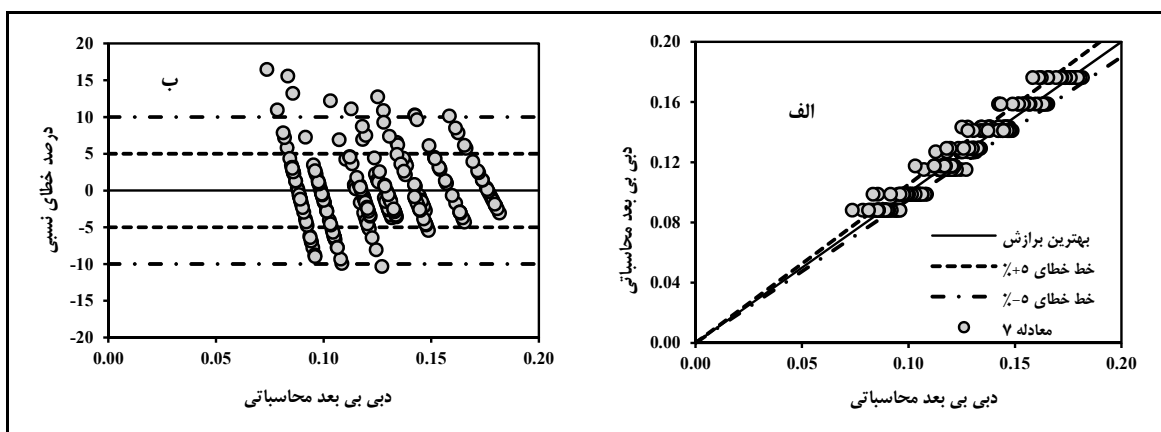 ب
درصد خطای نسبی
20
15
10
5
0
-5
-10
-15
-20
0.00 0.05 0.10 0.15 0.20
دبی بی بعد محاسباتی
الف
دبی بی بعد محاسباتی
0.20
0.16
0.12
0.08
0.04
0.00
0.00 0.05 0.10 0.15 0.20
دبی بی بعد محاسباتی
بهترین برازش
خط خطای ۵+٪
خط خطای ۵-٪
معادله ۷